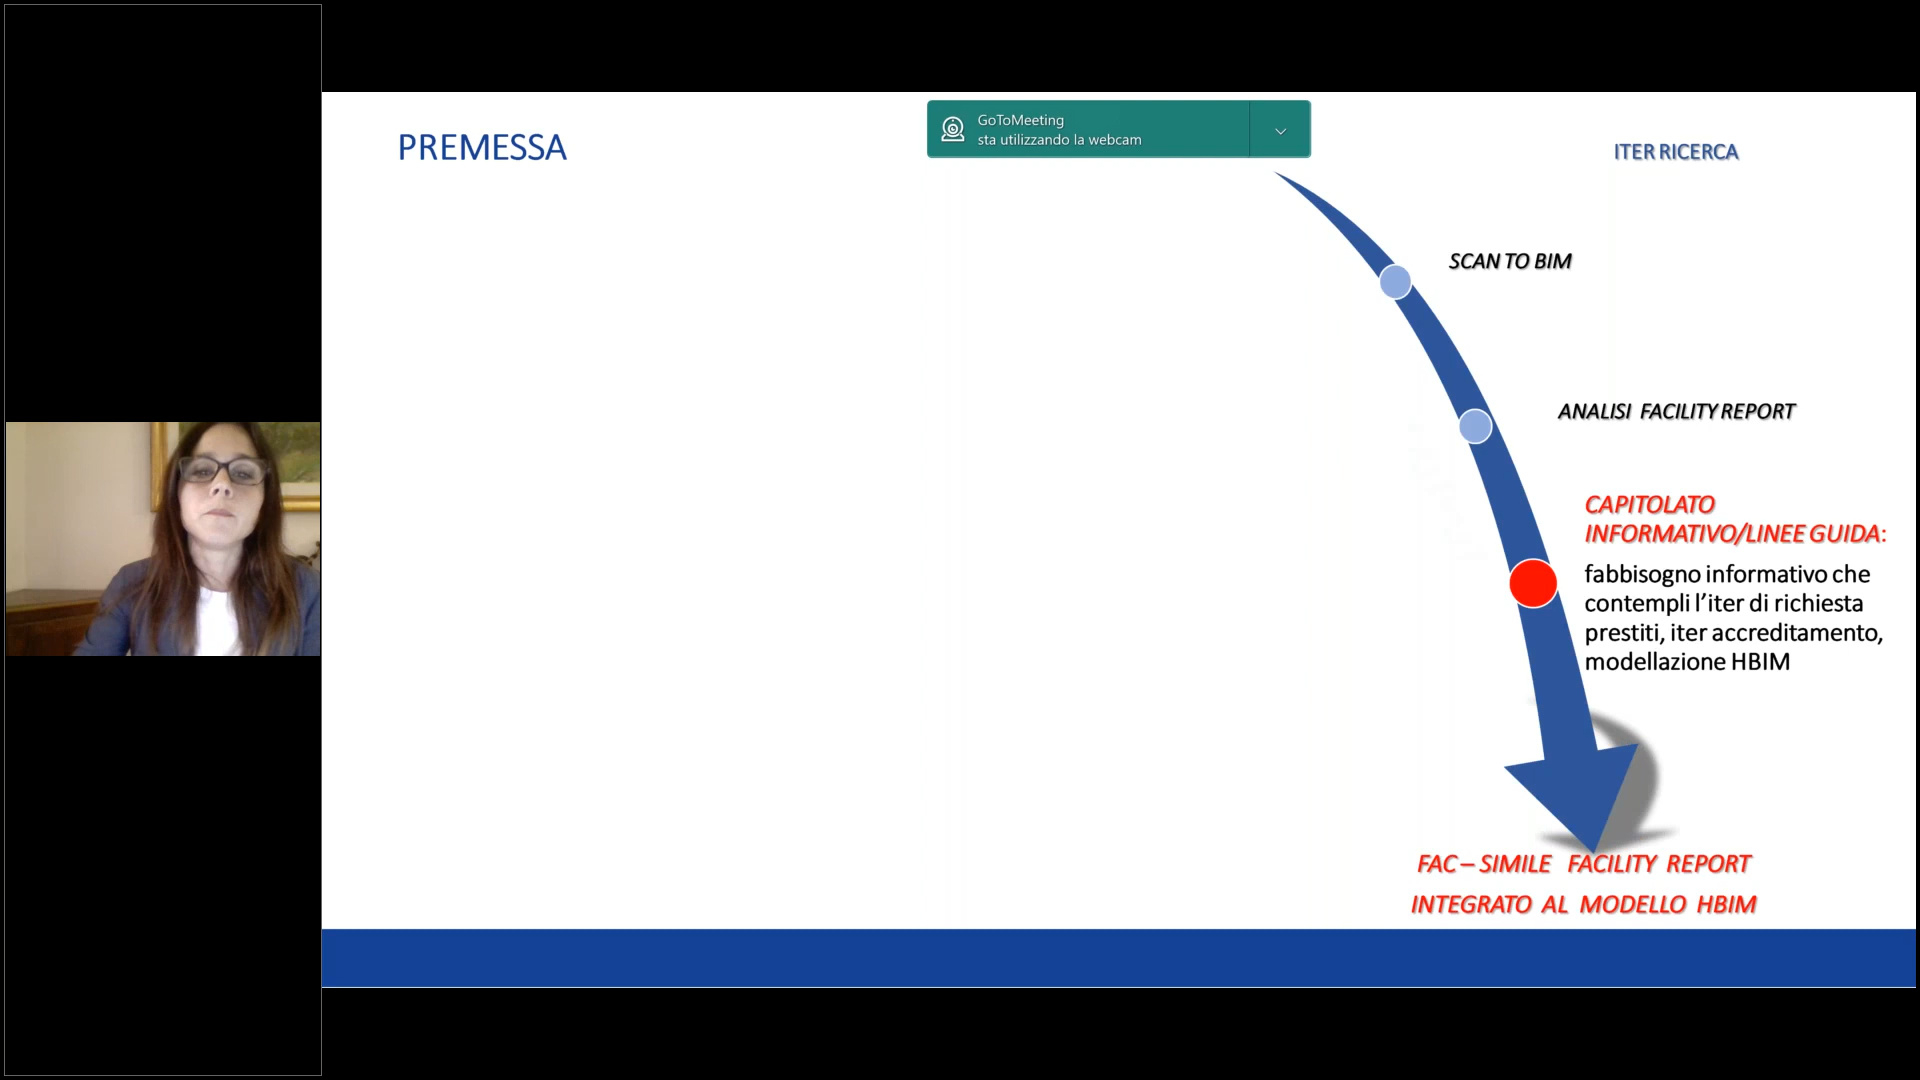 PREMESSA
GoToMeeting
sta utilizzando la webcam
ITER RICERCA
SCAN TO BIM
ANALISI FACILITY REPORT
CAPITOLATO
INFORMATIVO/LINEE GUIDA:
fabbisogno informativo che
contempli l’iter di richiesta
prestiti, iter accreditamento,
modellazione HBIM
FAC – SIMILE FACILITY REPORT
INTEGRATO AL MODELLO HBIM